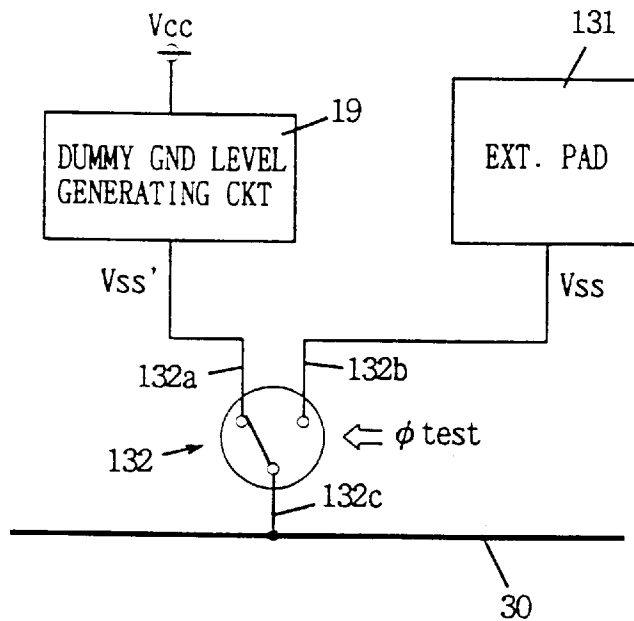 Vcc
131
19
DUMMY GND LEVEL
GENERATING CKT
EXT. PAD
Vss'
Vss
132a
132b
132
φ test
132c
30